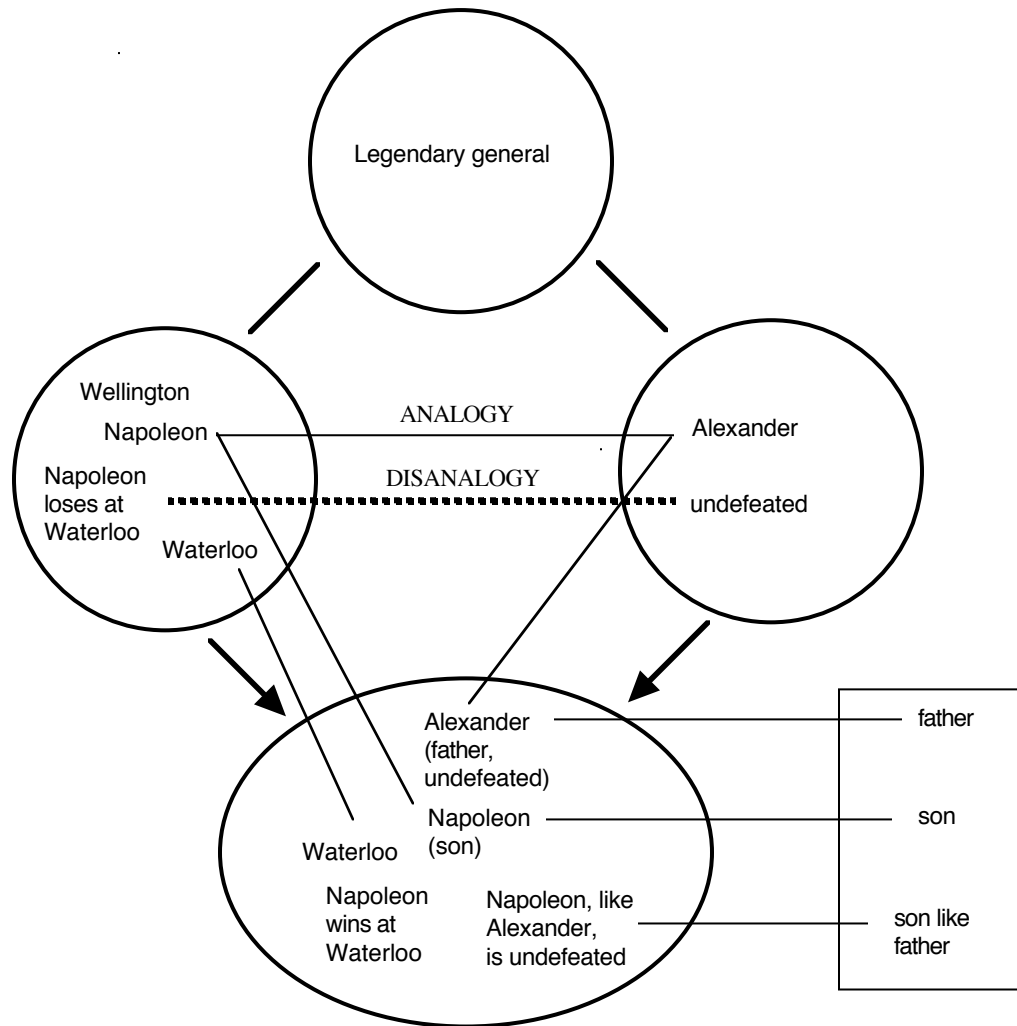 Legendary general
Wellington
Napoleon
ANALOGY
Alexander
Napoleon
loses at
Waterloo
DISANALOGY
undefeated
Waterloo
Alexander
(father,
undefeated)
father
Napoleon
(son)
son
Waterloo
Napoleon
wins at
Waterloo
Napoleon, like
Alexander,
is undefeated
son like
father